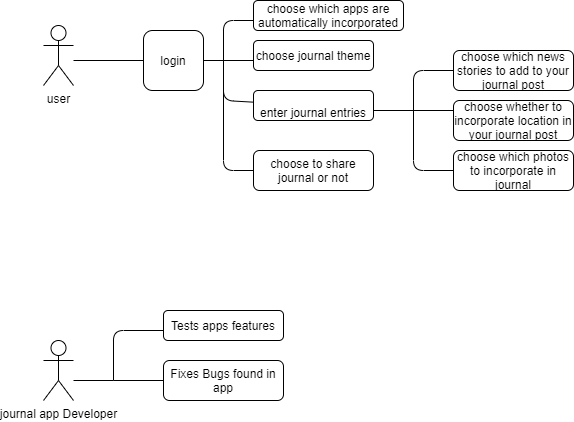 choose which apps are
automatically incorporated
user
login
choose journal theme
enter journal entries
choose to share
journal or not
choose which news
stories to add to your
journal post
choose whether to
incorporate location in
your journal post
choose which photos
to incorporate in
journal
journal app Developer
Tests apps features
Fixes Bugs found in
app